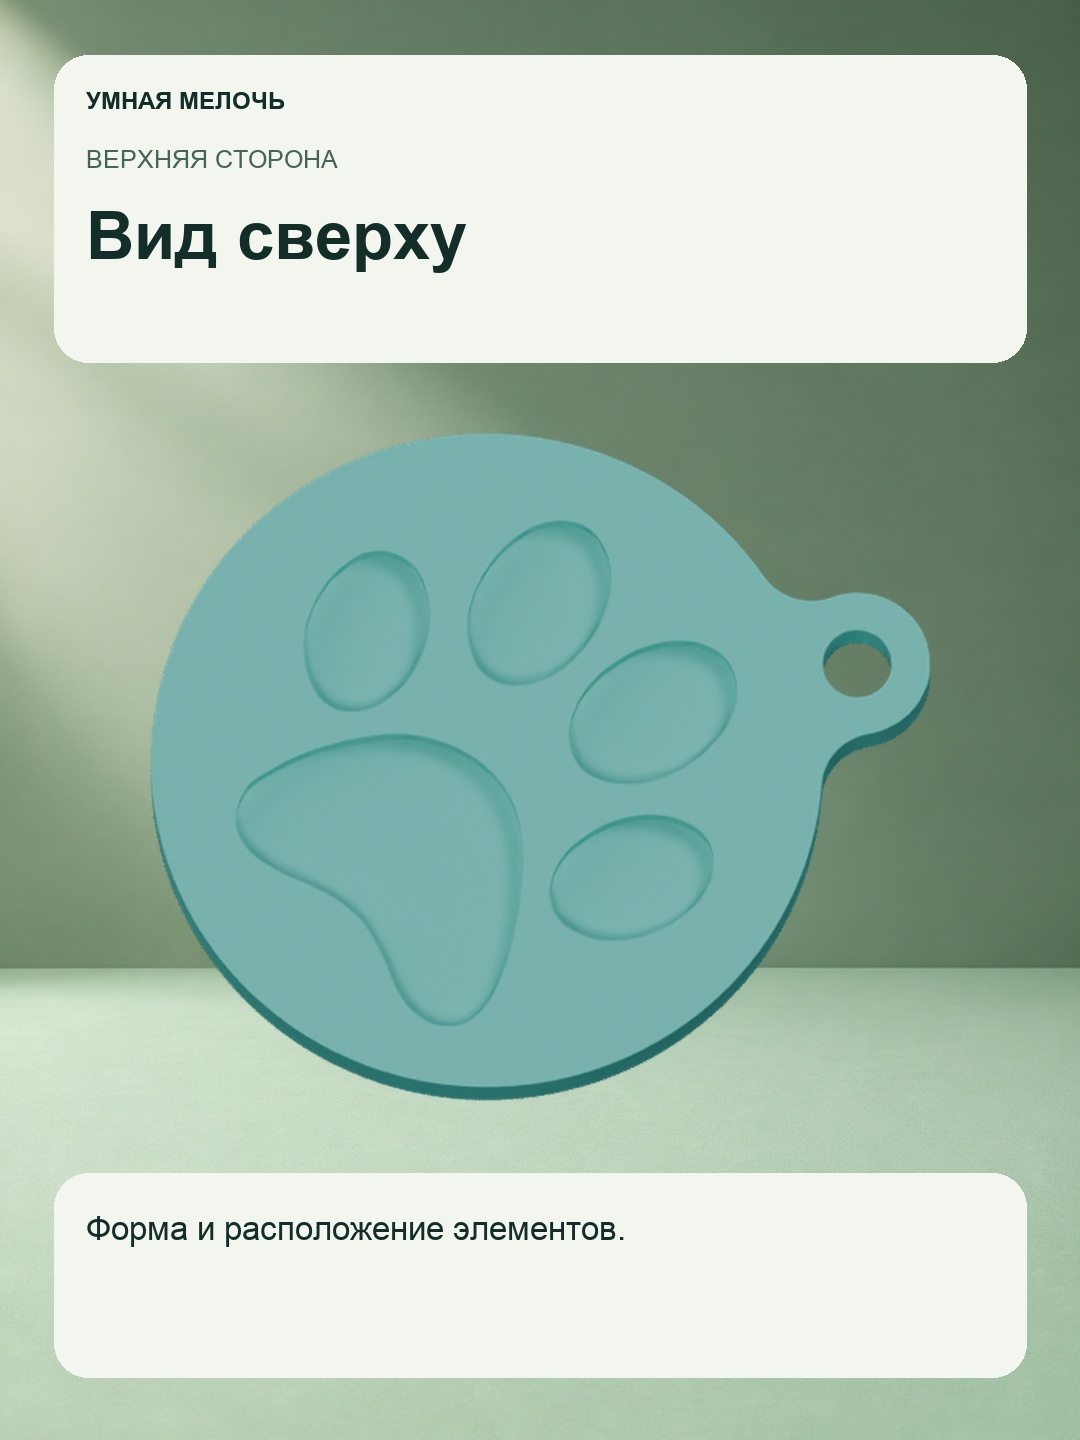 УМНАЯ МЕЛОЧЬ
ВЕРХНЯЯ СТОРОНА
Вид сверху
Форма и расположение элементов.